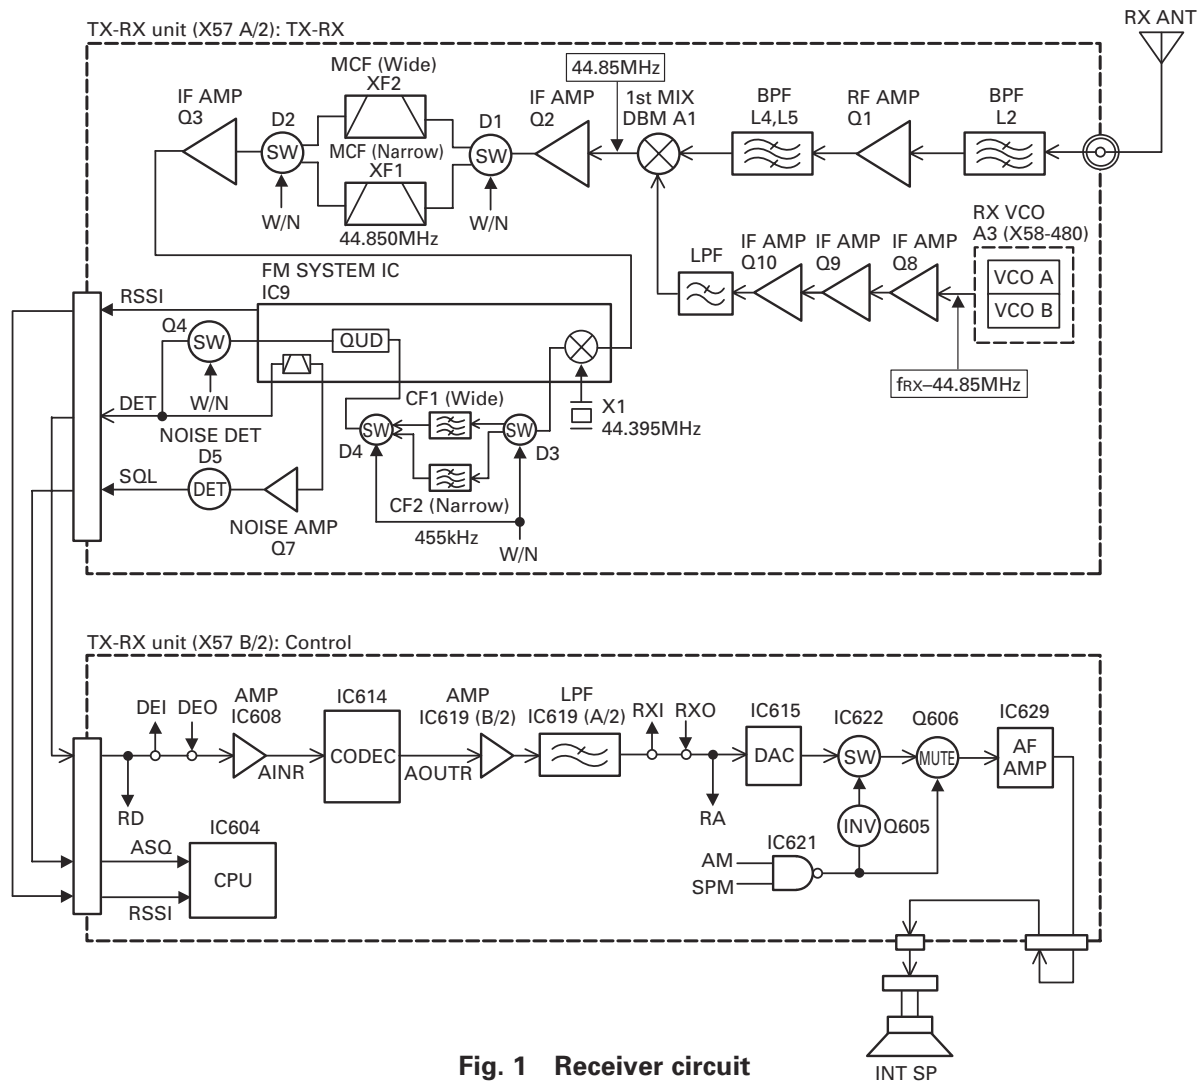 RX ANT
TX-RX unit (X57 A/2): TX-RX
MCF (Wide)
XF2
44.85MHz
IF AMP
Q3
D2
SW
W/N
MCF (Narrow)
XF1
44.850MHz
D1
SW
W/N
IF AMP
Q2
1st MIX
DBM A1
BPF
L4,L5
RF AMP
Q1
BPF
L2
RX VCO
A3 (X58-480)
VCO A
VCO B
LPF
IF AMP
Q10
IF AMP
Q9
IF AMP
Q8
fRX–44.85MHz
FM SYSTEM IC
IC9
RSSI
Q4
SW
W/N
QUD
X1
44.395MHz
DET
NOISE DET
D5
DET
SQL
NOISE AMP
Q7
CF1 (Wide)
SW
D4
SW
D3
CF2 (Narrow)
455kHz
W/N
TX-RX unit (X57 B/2): Control
DEI
DEO
AMP
IC608
IC614
CODEC
AINR
AOUTR
AMP
IC619 (B/2)
LPF
IC619 (A/2)
RXI
RXO
IC615
DAC
IC622
SW
Q606
MUTE
IC629
AF
AMP
RD
RA
INV
Q605
IC604
CPU
ASQ
RSSI
IC621
AM
SPM
INT SP
Fig. 1 Receiver circuit